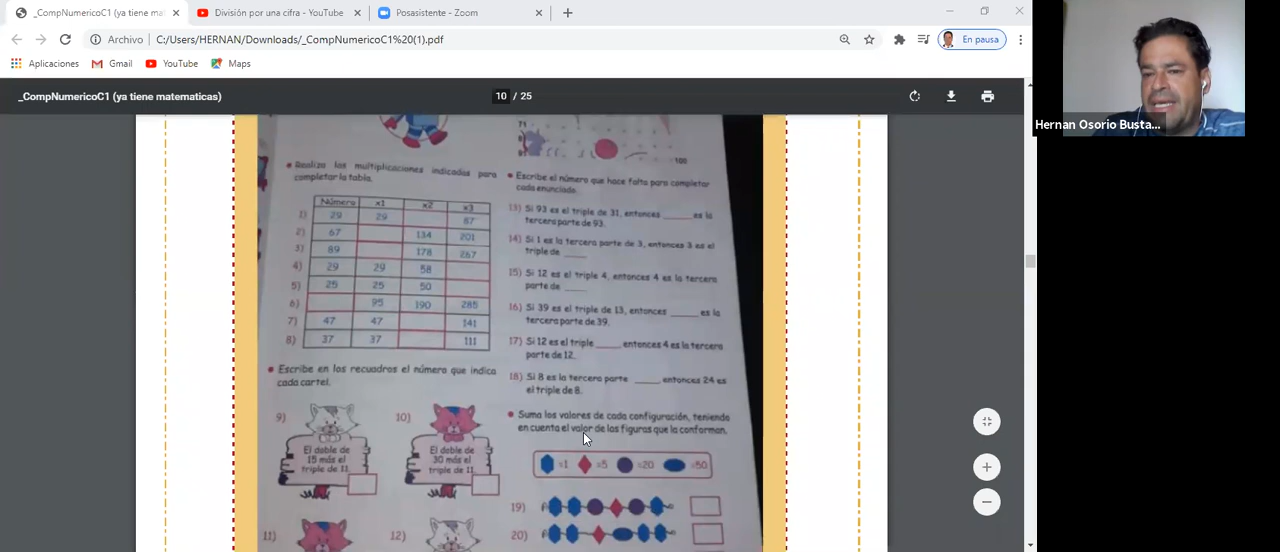 _CompNumericoC1 (ya tiene mat
División por una cifra - YouTube
Posasistente - Zoom
Archivo
C:/Users/HERNAN/Downloads/_CompNumericoC1%20(1).pdf
En pausa
Aplicaciones
Gmail
YouTube
Maps
_CompNumericoC1 (ya tiene matematicas)
10 / 25
Hernan Osorio Busta...
71
100
• Realiza las multiplicaciones indicadas para
completar la tabla.
Número x1 x2 x3
1) 29 29 87
2) 67 134 201
3) 89 178 267
4) 29 29 58
5) 25 25 50
6) 95 190 285
7) 47 47 141
8) 37 37 111
• Escribe en los recuadros el número que indica
cada cartel.
9)
El doble de
15 más el
triple de 11.
10)
El doble de
30 más el
triple de 11.
11)
12)
• Escribe el número que hace falta para completar
cada enunciado.
13) Si 93 es el triple de 31, entonces _____ es la
tercera parte de 93.
14) Si 1 es la tercera parte de 3, entonces 3 es el
triple de _____
15) Si 12 es el triple 4, entonces 4 es la tercera
parte de _____
16) Si 39 es el triple de 13, entonces _____ es la
tercera parte de 39.
17) Si 12 es el triple _____ entonces 4 es la tercera
parte de 12.
18) Si 8 es la tercera parte _____ entonces 24 es
el triple de 8.
• Suma los valores de cada configuración, teniendo
en cuenta el valor de las figuras que la conforman.
=1 =5 =20 =50
19)
20)